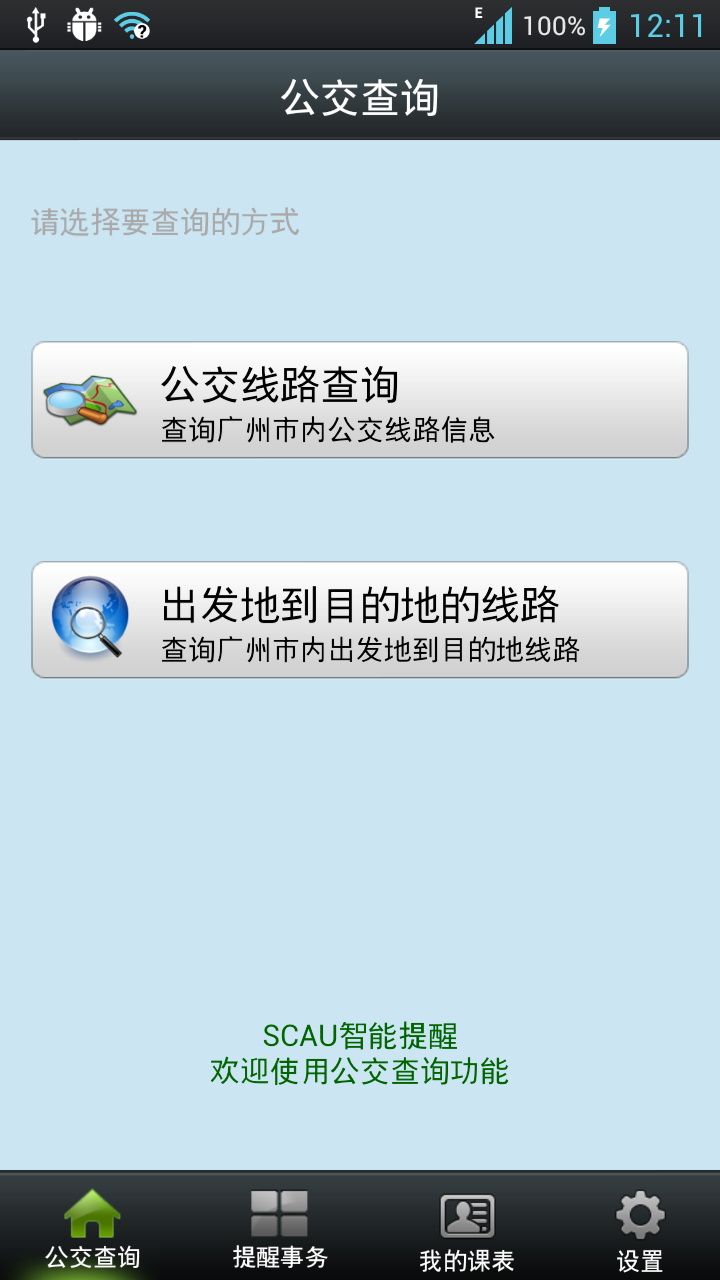 E 100% 12:11
公交查询
请选择要查询的方式
公交线路查询
查询广州市内公交线路信息
出发地到目的地的线路
查询广州市内出发地到目的地线路
SCAU智能提醒
欢迎使用公交查询功能
公交查询 提醒事务 我的课表 设置